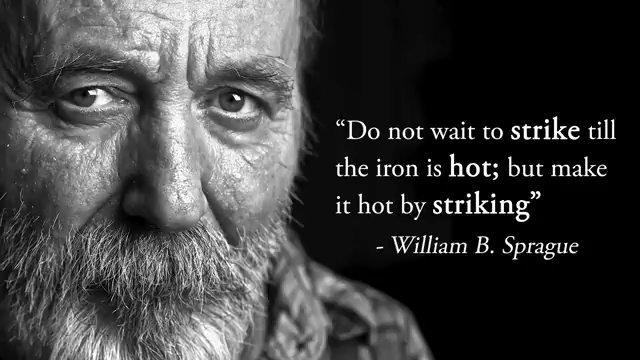 “Do not wait to strike till
the iron is hot; but make
it hot by striking”
- William B. Sprague